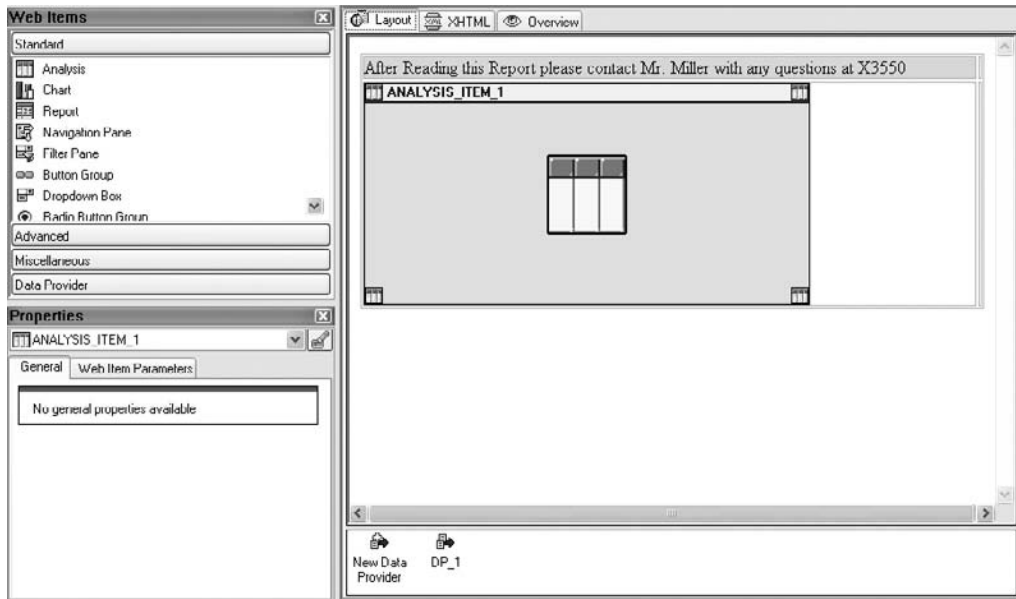 Web Items
Standard
Analysis
Chart
Report
Navigation Pane
Filter Pane
Button Group
Dropdown Box
Radio Button Group
Advanced
Miscellaneous
Data Provider
Properties
ANALYSIS_ITEM_1
General Web Item Parameters
No general properties available
Layout XHTML Overview
After Reading this Report please contact Mr. Miller with any questions at X3550
ANALYSIS_ITEM_1
New Data Provider
DP_1